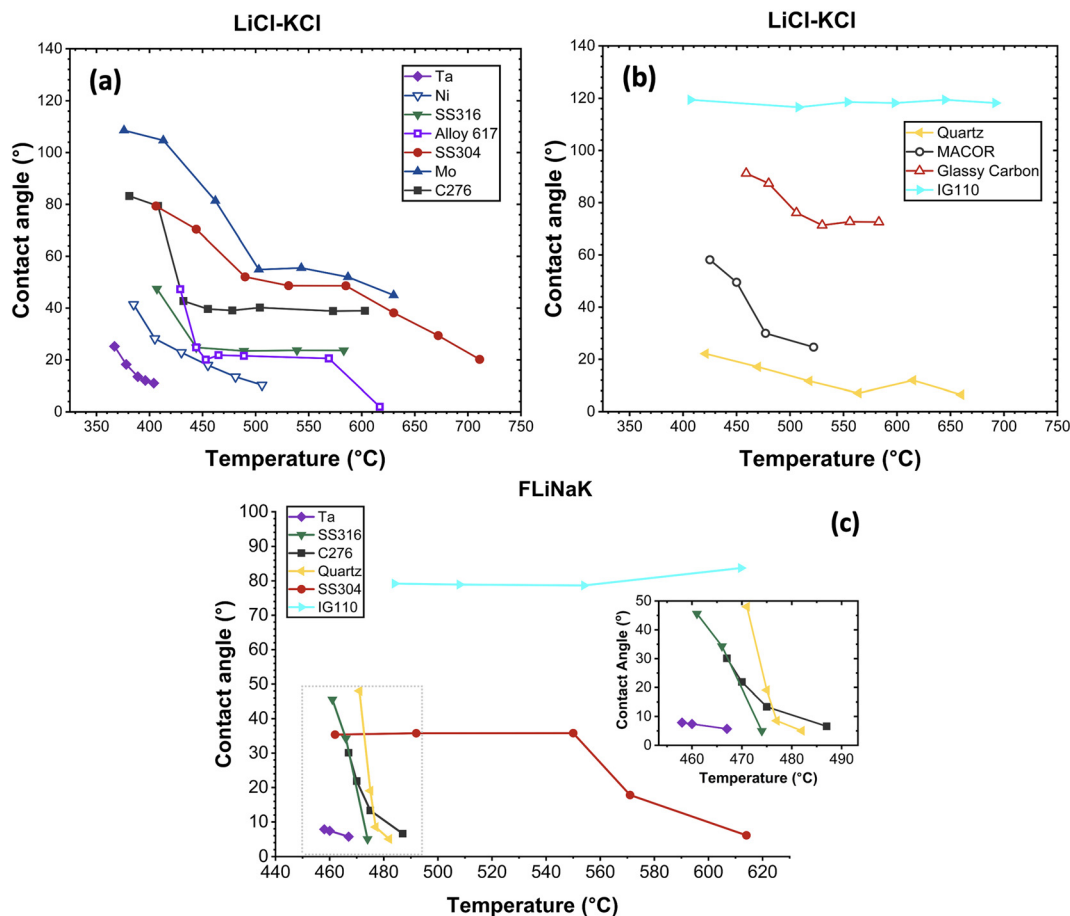 LiCl-KCl
(a)
140
120
100
80
60
40
20
0
Contact angle (°)
Ta
Ni
SS316
Alloy 617
SS304
Mo
C276
350 400 450 500 550 600 650 700 750
Temperature (°C)
LiCl-KCl
(b)
140
120
100
80
60
40
20
0
Contact angle (°)
Quartz
MACOR
Glassy Carbon
IG110
350 400 450 500 550 600 650 700 750
Temperature (°C)
FLiNaK
(c)
100
90
80
70
60
50
40
30
20
10
0
Contact angle (°)
Ta
SS316
C276
Quartz
SS304
IG110
440 460 480 500 520 540 560 580 600 620
Temperature (°C)
50
40
30
20
10
0
Contact Angle (°)
460 470 480 490
Temperature (°C)